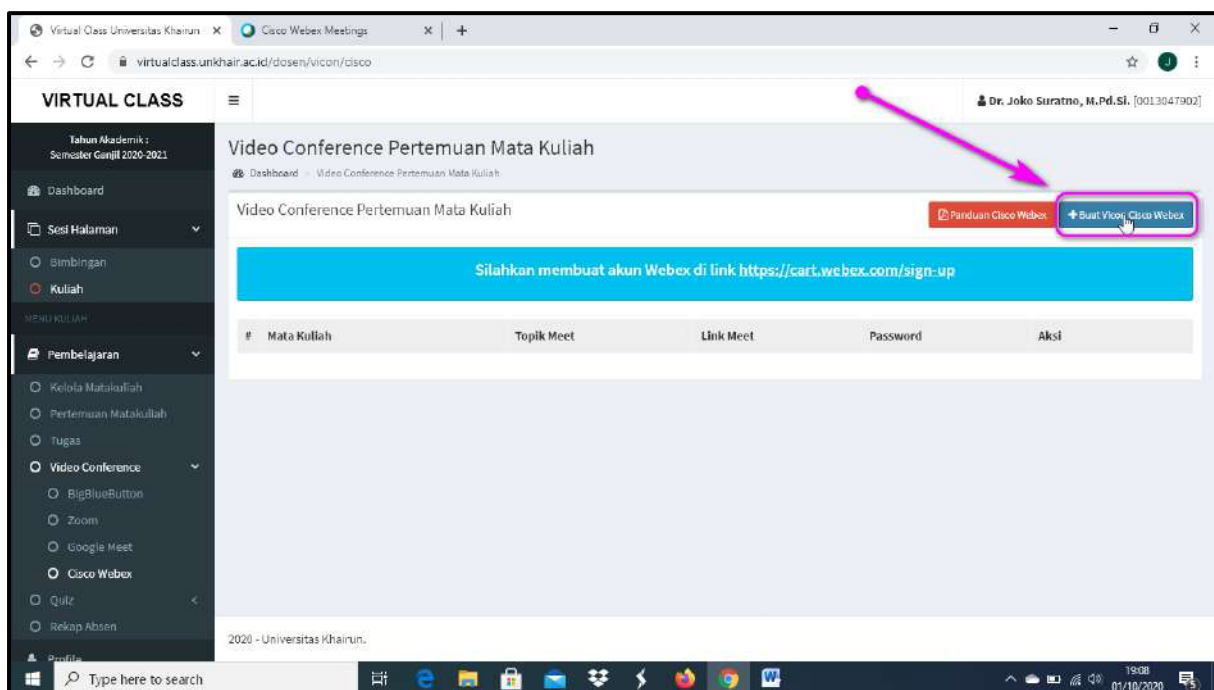 Virtual Class Universitas Khairun
Cisco Webex Meetings
virtualclass.unkhair.ac.id/dosen/vicon/cisco
J
VIRTUAL CLASS
Dr. Joko Suratno, M.Pd.Si. [0013047902]
Tahun Akademik :
Semester Ganjil 2020-2021
Dashboard
Sesi Halaman
Bimbingan
Kuliah
MENU KULIAH
Pembelajaran
Kelola Matakuliah
Pertemuan Matakuliah
Tugas
Video Conference
BigBlueButton
Zoom
Google Meet
Cisco Webex
Quiz
Rekap Absen
Profile
Video Conference Pertemuan Mata Kuliah
Dashboard > Video Conference Pertemuan Mata Kuliah
Video Conference Pertemuan Mata Kuliah
Panduan Cisco Webex
+ Buat Vicon Cisco Webex
Silahkan membuat akun Webex di link https://cart.webex.com/sign-up
# Mata Kuliah Topik Meet Link Meet Password Aksi
2020 - Universitas Khairun.
Type here to search
19:08
01/10/2020